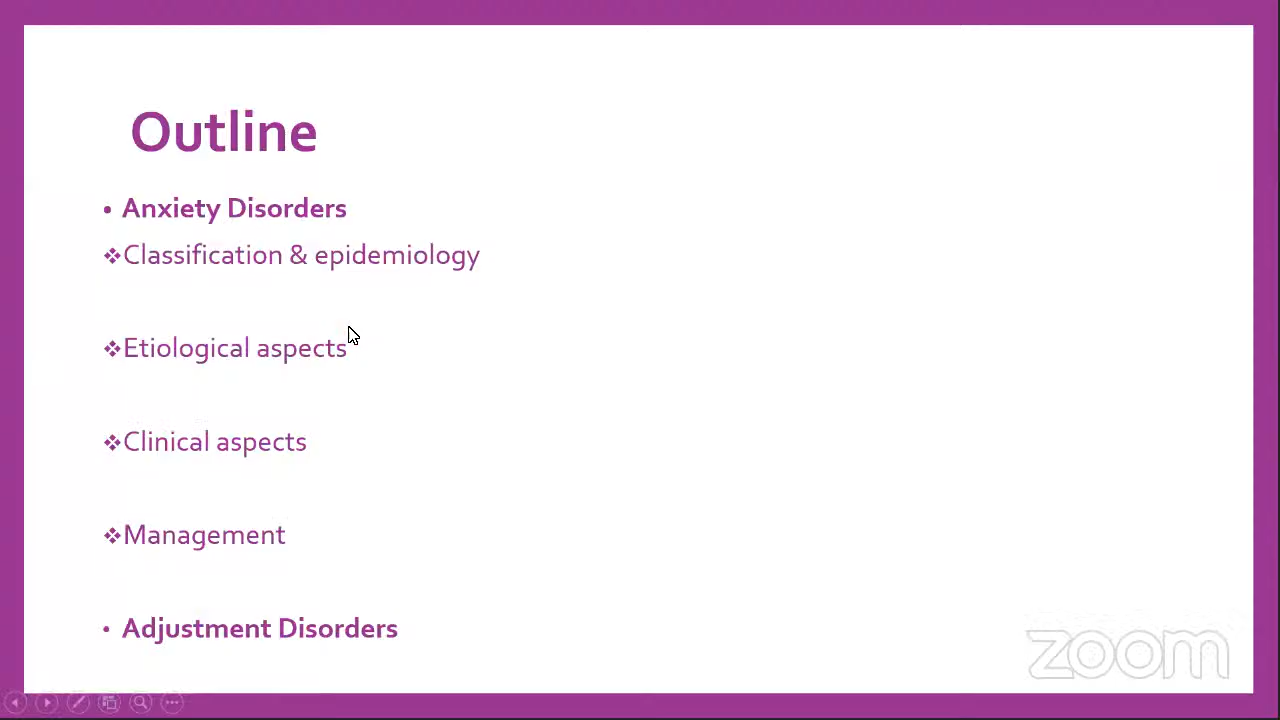 Outline
• Anxiety Disorders
❖Classification & epidemiology
❖Etiological aspects
❖Clinical aspects
❖Management
• Adjustment Disorders
zoom